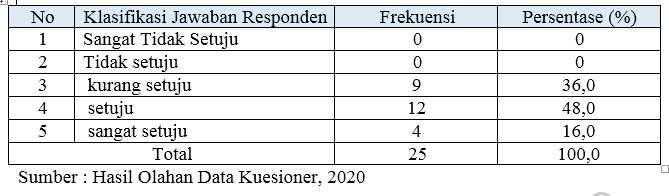 No Klasifikasi Jawaban Responden Frekuensi Persentase (%)
1 Sangat Tidak Setuju 0 0
2 Tidak setuju 0 0
3 kurang setuju 9 36,0
4 setuju 12 48,0
5 sangat setuju 4 16,0
Total 25 100,0
Sumber : Hasil Olahan Data Kuesioner, 2020